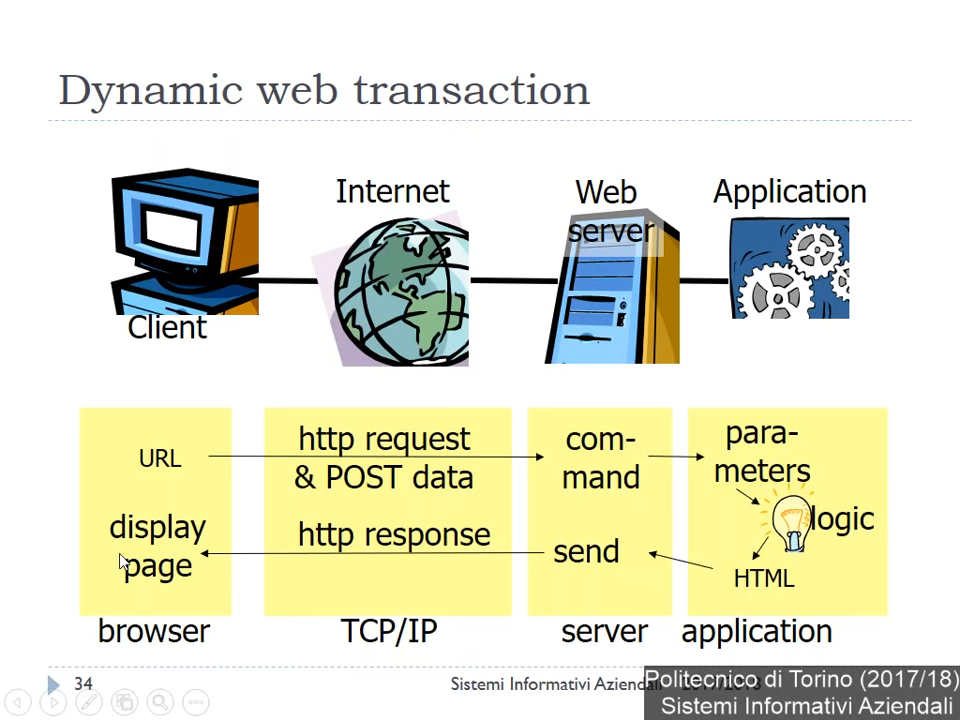 Dynamic web transaction
Internet
Web
server
Application
Client
URL
http request
& POST data
com-
mand
para-
meters
logic
display
page
http response
send
HTML
browser
TCP/IP
server
application
34
Sistemi Informativi Aziendali
Politecnico di Torino (2017/18)
Sistemi Informativi Aziendali